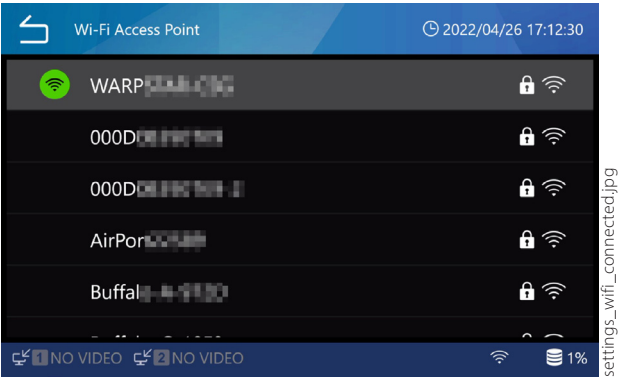 Wi-Fi Access Point
2022/04/26 17:12:30
WARP
000D
000D
AirPor
Buffal
1 NO VIDEO 2 NO VIDEO
1%
settings_wifi_connected.jpg